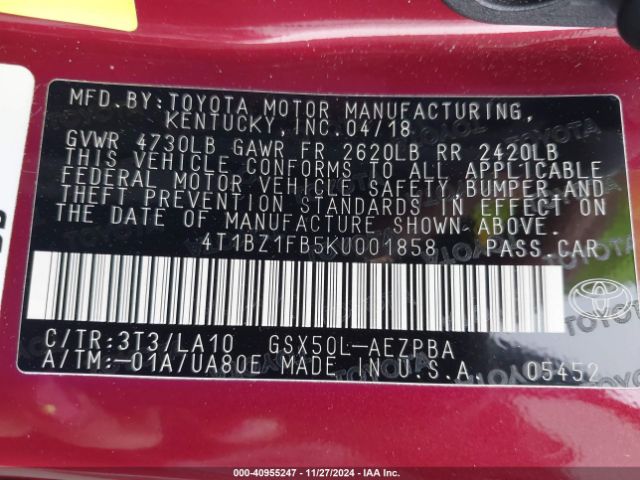 MFD. BY: TOYOTA MOTOR MANUFACTURING,
KENTUCKY, INC. 04/18
GVWR 4730LB GAWR FR 2620LB RR 2420LB
THIS VEHICLE CONFORMS TO ALL APPLICABLE
FEDERAL MOTOR VEHICLE SAFETY, BUMPER, AND
THEFT PREVENTION STANDARDS IN EFFECT ON
THE DATE OF MANUFACTURE SHOWN ABOVE.
4T1BZ1FB5KU001858 PASS. CAR
C/TR: 3T3/LA10 GSX50L-AEZPBA
A/TM: -01A/UA80E MADE IN U.S.A. 05452
000-40955247 | 11/27/2024 - IAA Inc.